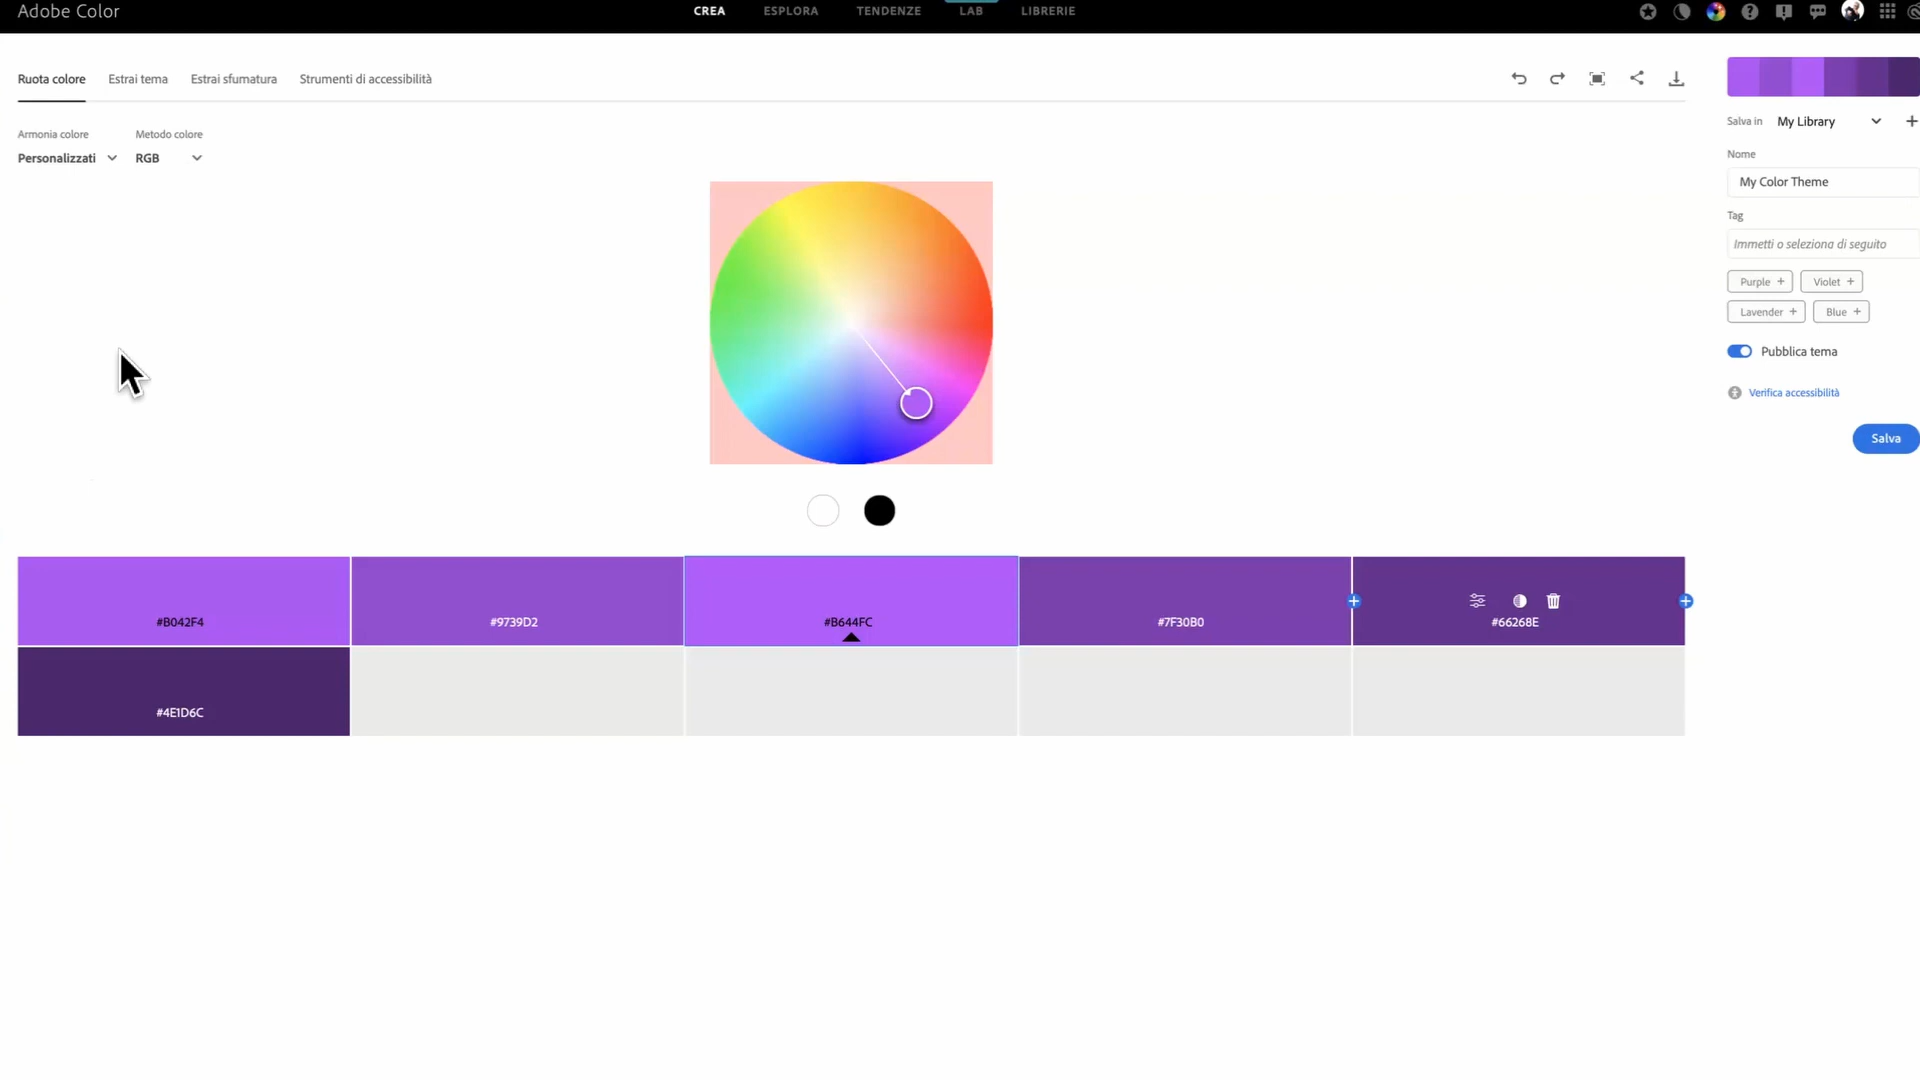 Adobe Color
CREA ESPLORA TENDENZE LAB LIBRERIE
Ruota colore Estrai tema Estrai sfumatura Strumenti di accessibilità
Armonia colore Metodo colore
Personalizzati RGB
Salva in My Library
Nome
My Color Theme
Tag
Immetti o seleziona di seguito
Purple + Violet +
Lavender + Blue +
Pubblica tema
Verifica accessibilità
Salva
#B042F4 #9739D2 #B644FC #7F30B0 #66268E
#4E1D6C